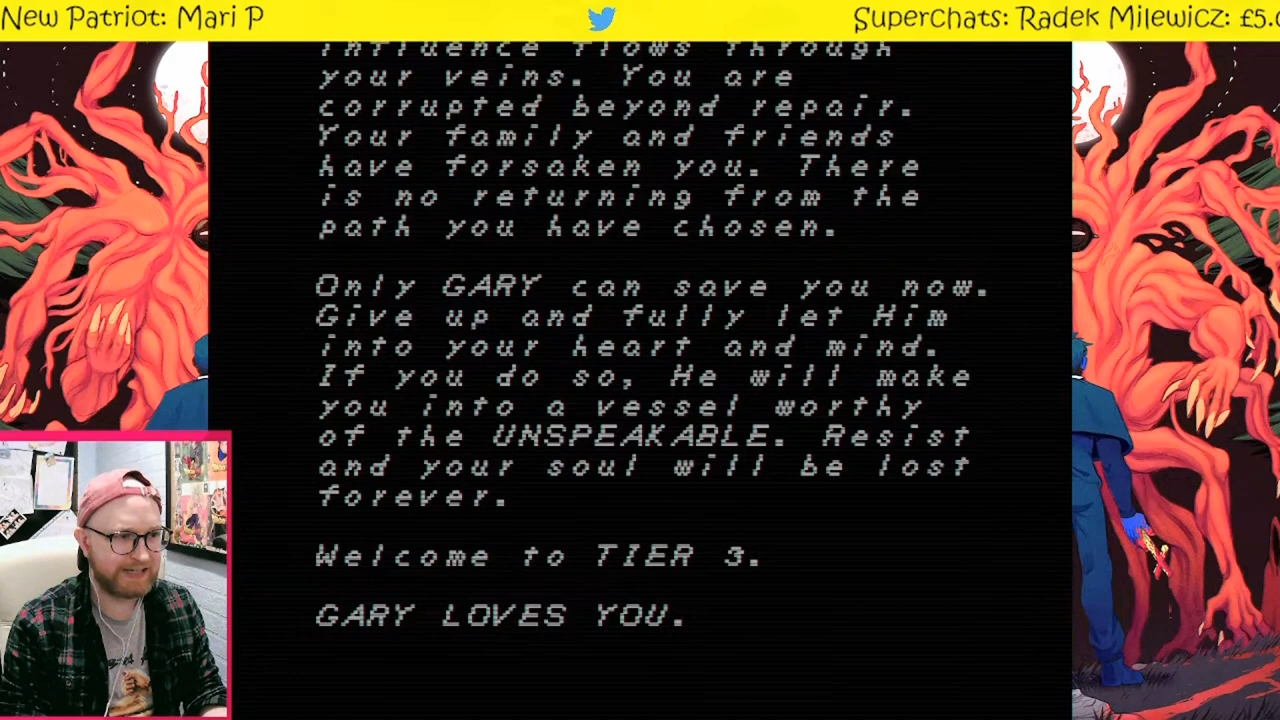 New Patriot: Mari P
Superchats: Radek Milewicz: £5.
influence flows through
your veins. You are
corrupted beyond repair.
Your family and friends
have forsaken you. There
is no returning from the
path you have chosen.
Only GARY can save you now.
Give up and fully let Him
into your heart and mind.
If you do so, He will make
you into a vessel worthy
of the UNSPEAKABLE. Resist
and your soul will be lost
forever.
Welcome to TIER 3.
GARY LOVES YOU.